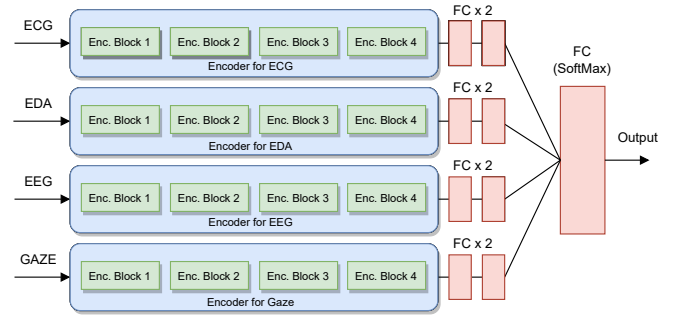 ECG
Enc. Block 1
Enc. Block 2
Enc. Block 3
Enc. Block 4
Encoder for ECG
FC x 2
EDA
Enc. Block 1
Enc. Block 2
Enc. Block 3
Enc. Block 4
Encoder for EDA
FC x 2
EEG
Enc. Block 1
Enc. Block 2
Enc. Block 3
Enc. Block 4
Encoder for EEG
FC x 2
GAZE
Enc. Block 1
Enc. Block 2
Enc. Block 3
Enc. Block 4
Encoder for Gaze
FC x 2
FC
(SoftMax)
Output